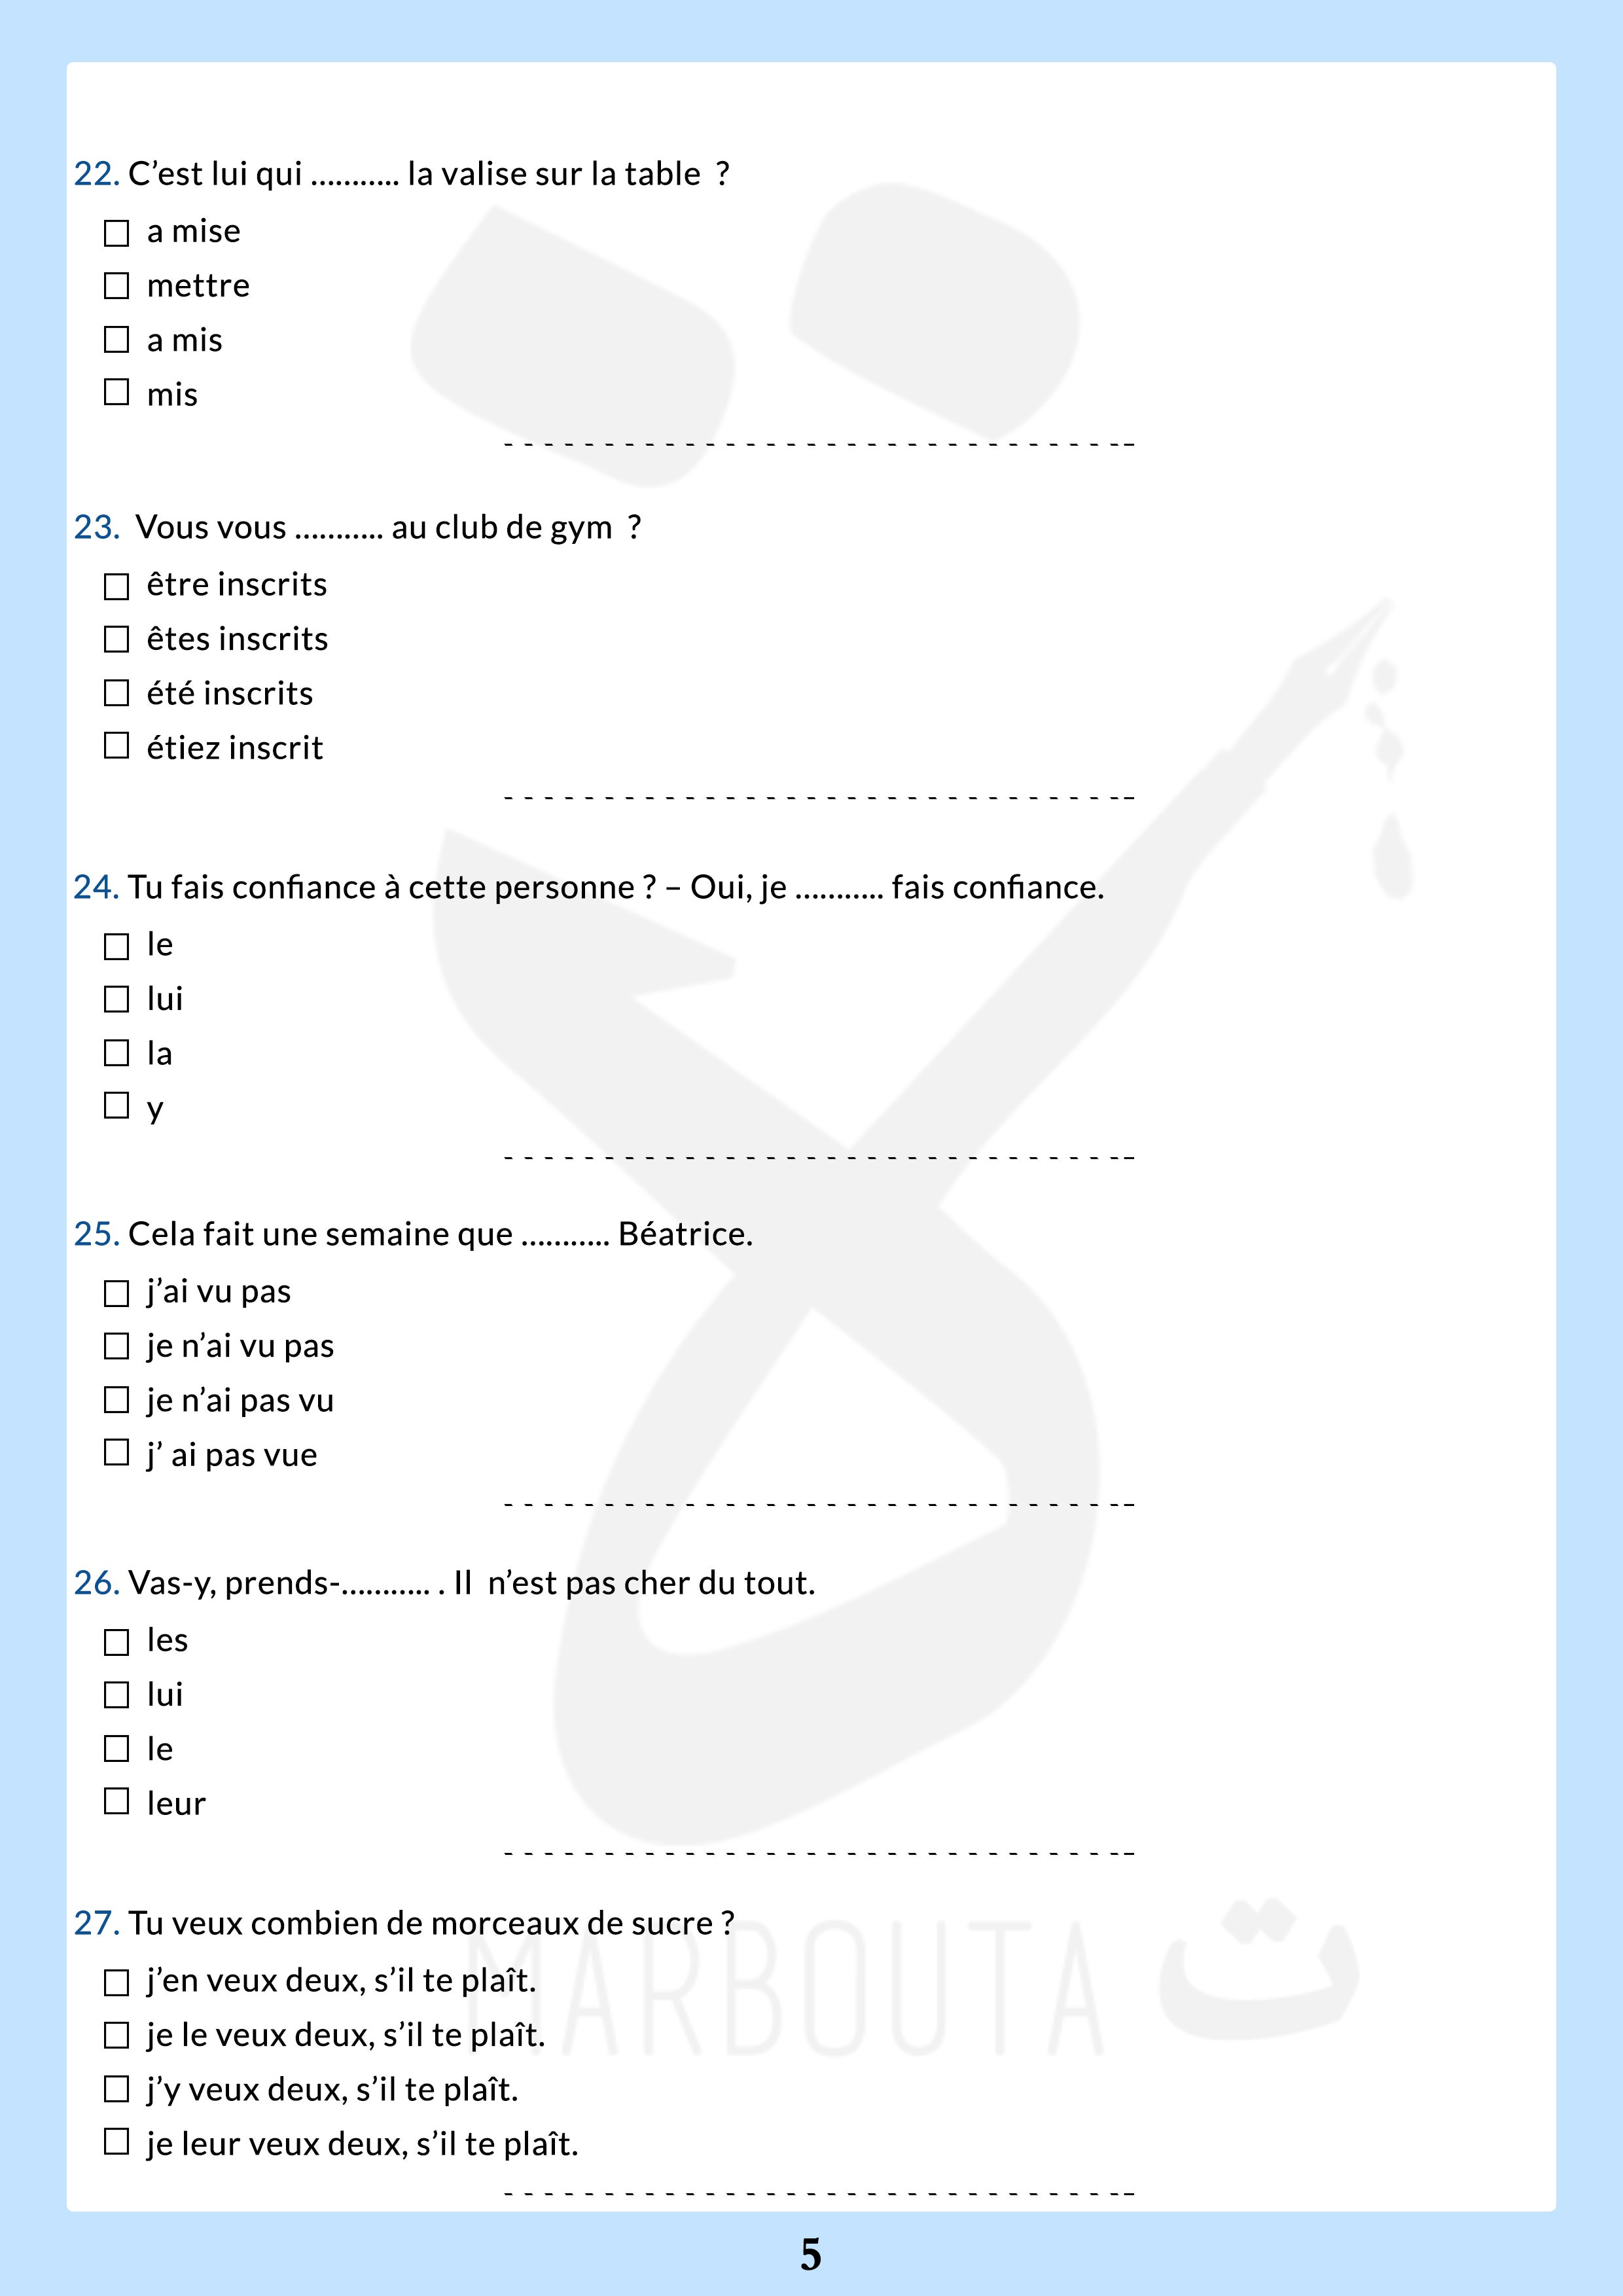 22. C’est lui qui ........... la valise sur la table  ?
☐ a mise
☐ mettre
☐ a mis
☐ mis
23.  Vous vous ........... au club de gym  ?
☐ être inscrits
☐ êtes inscrits
☐ été inscrits
☐ étiez inscrit
24. Tu fais confiance à cette personne ? – Oui, je ........... fais confiance.
☐ le
☐ lui
☐ la
☐ y
25. Cela fait une semaine que ........... Béatrice.
☐ j’ai vu pas
☐ je n’ai vu pas
☐ je n’ai pas vu
☐ j’ ai pas vue
26. Vas-y, prends-........... . Il  n’est pas cher du tout.
☐ les
☐ lui
☐ le
☐ leur
27. Tu veux combien de morceaux de sucre ?
☐ j’en veux deux, s’il te plaît.
☐ je le veux deux, s’il te plaît.
☐ j’y veux deux, s’il te plaît.
☐ je leur veux deux, s’il te plaît.
MARBOUTA ت
5